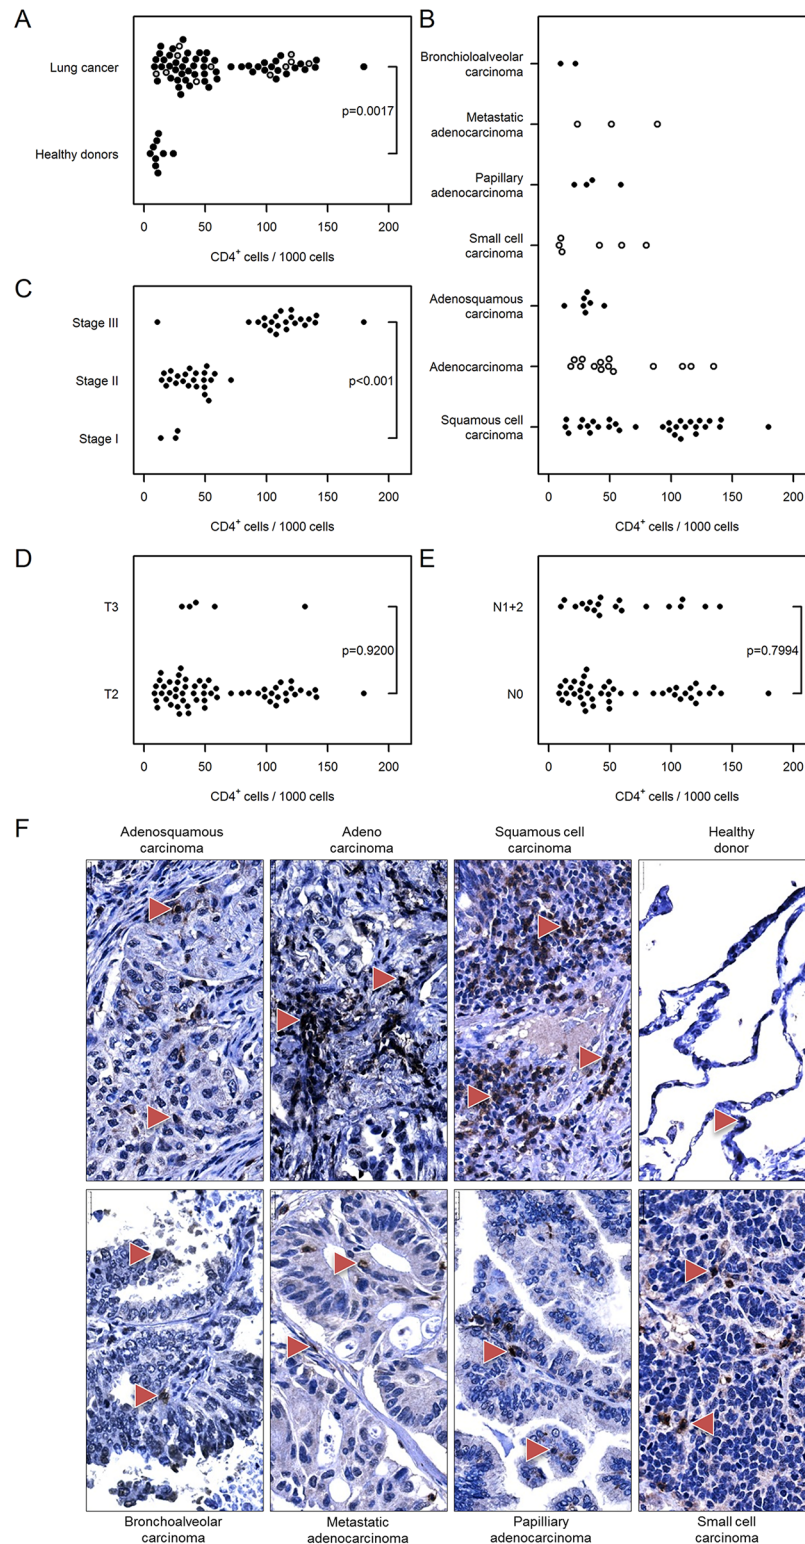 A
Lung cancer
Healthy donors
p=0.0017
0 50 100 150 200
CD4+ cells / 1000 cells
B
Bronchioloalveolar
carcinoma
Metastatic
adenocarcinoma
Papillary
adenocarcinoma
Small cell
carcinoma
Adenosquamous
carcinoma
Adenocarcinoma
Squamous cell
carcinoma
0 50 100 150 200
CD4+ cells / 1000 cells
C
Stage III
Stage II
Stage I
p<0.001
0 50 100 150 200
CD4+ cells / 1000 cells
D
T3
T2
p=0.9200
0 50 100 150 200
CD4+ cells / 1000 cells
E
N1+2
N0
p=0.7994
0 50 100 150 200
CD4+ cells / 1000 cells
F
Adenosquamous
carcinoma
Adeno
carcinoma
Squamous cell
carcinoma
Healthy
donor
Bronchoalveolar
carcinoma
Metastatic
adenocarcinoma
Papilliary
adenocarcinoma
Small cell
carcinoma